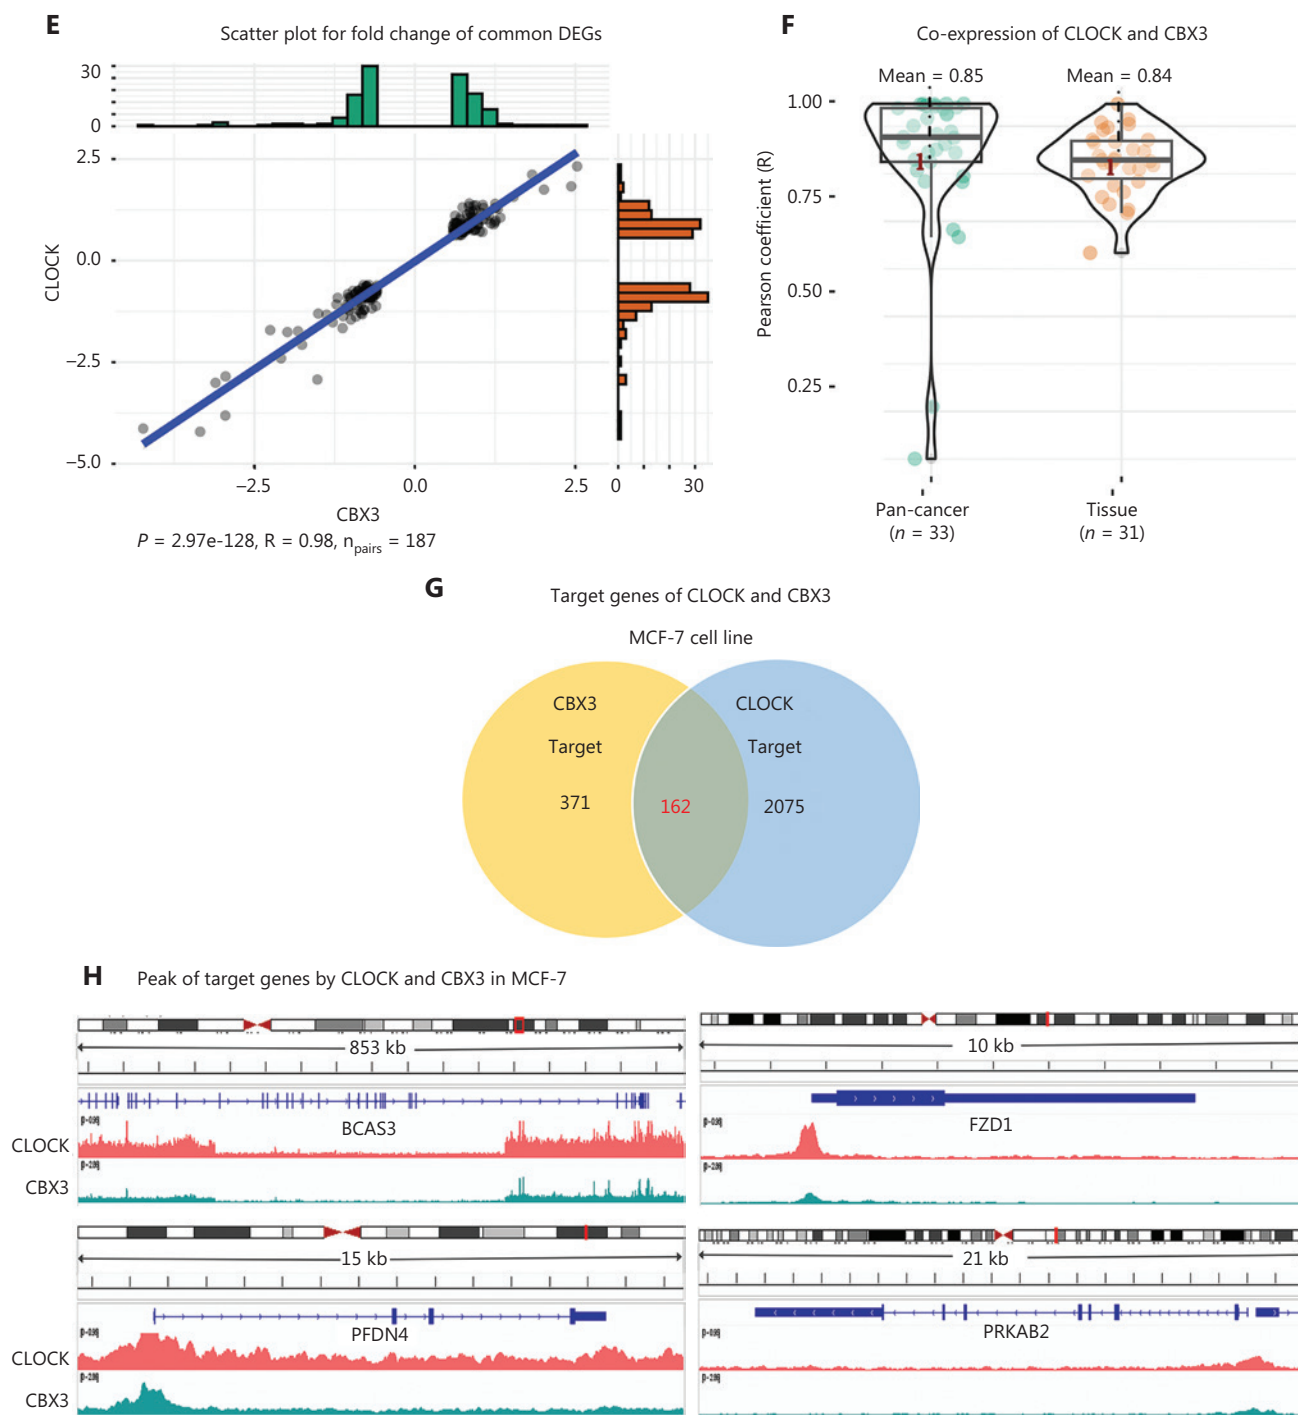 E
Scatter plot for fold change of common DEGs
30
0
2.5
0.0
−2.5
−5.0
CLOCK
−2.5 0.0 2.5 0 30
CBX3
P = 2.97e-128, R = 0.98, npairs = 187
F
Co-expression of CLOCK and CBX3
Mean = 0.85 Mean = 0.84
1.00
0.75
0.50
0.25
Pearson coefficient (R)
1 1
Pan-cancer Tissue
(n = 33) (n = 31)
G
Target genes of CLOCK and CBX3
MCF-7 cell line
CBX3 CLOCK
Target Target
371 162 2075
H Peak of target genes by CLOCK and CBX3 in MCF-7
853 kb
BCAS3
CLOCK
CBX3
10 kb
FZD1
15 kb
PFDN4
CLOCK
CBX3
21 kb
PRKAB2